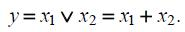 y = x₁ ∨ x₂ = x₁ + x₂.